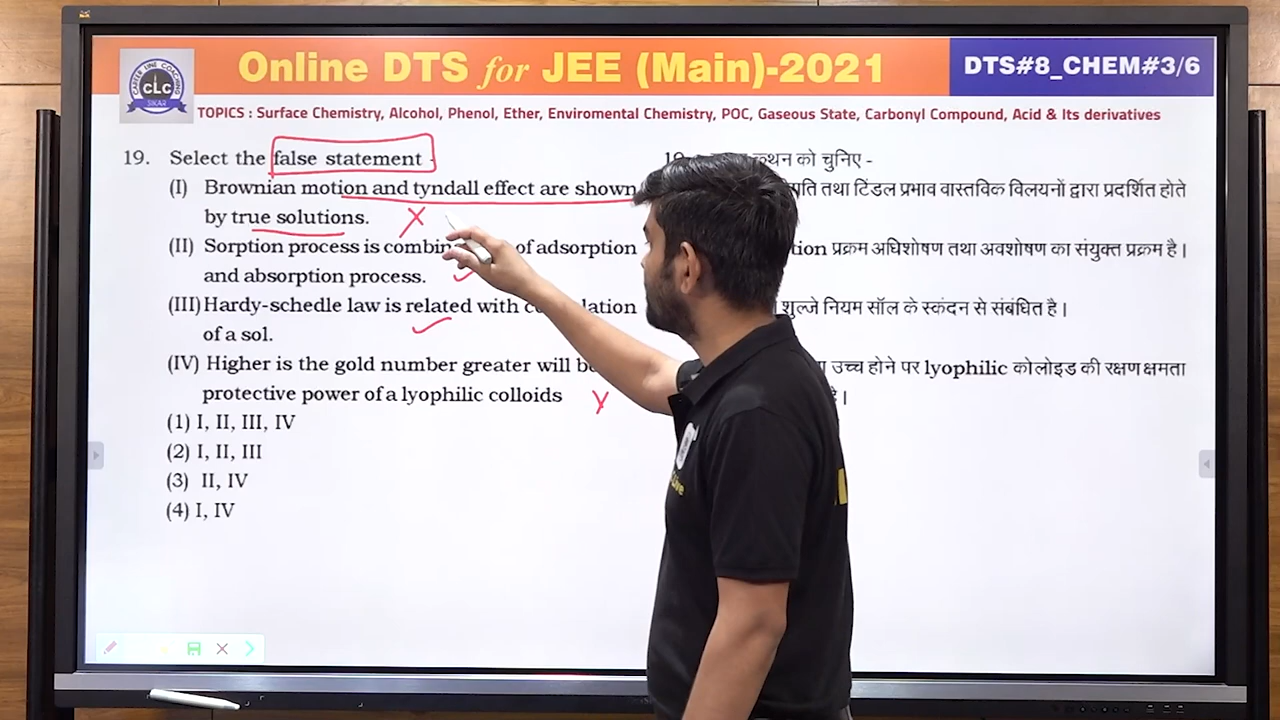 CAREER LINE COACHING
CLC
SIKAR
Online DTS for JEE (Main)-2021
DTS#8_CHEM#3/6
TOPICS : Surface Chemistry, Alcohol, Phenol, Ether, Enviromental Chemistry, POC, Gaseous State, Carbonyl Compound, Acid & Its derivatives
19. Select the false statement -
(I) Brownian motion and tyndall effect are shown
by true solutions.
(II) Sorption process is of adsorption
and absorption process.
(III) Hardy-schedle law is related with
of a sol.
(IV) Higher is the gold number greater will be
protective power of a lyophilic colloids
(1) I, II, III, IV
(2) I, II, III
(3) II, IV
(4) I, IV
कथन को चुनिए -
तथा टिंडल प्रभाव वास्तविक विलयनों द्वारा प्रदर्शित होते
प्रक्रम अधिशोषण तथा अवशोषण का संयुक्त प्रक्रम है।
शुल्जे नियम सॉल के स्कंदन से संबंधित है।
उच्च होने पर lyophilic कोलोइड की रक्षण क्षमता